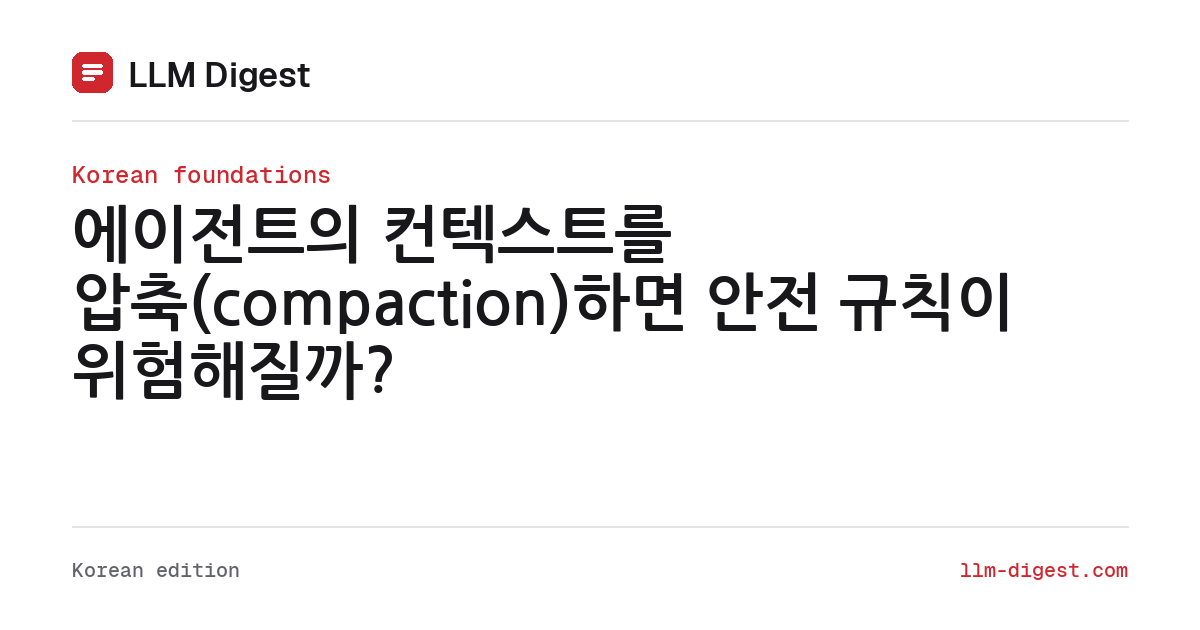 LLM Digest
Korean foundations
에이전트의 컨텍스트를
압축(compaction)하면 안전 규칙이
위험해질까?
Korean edition
llm-digest.com